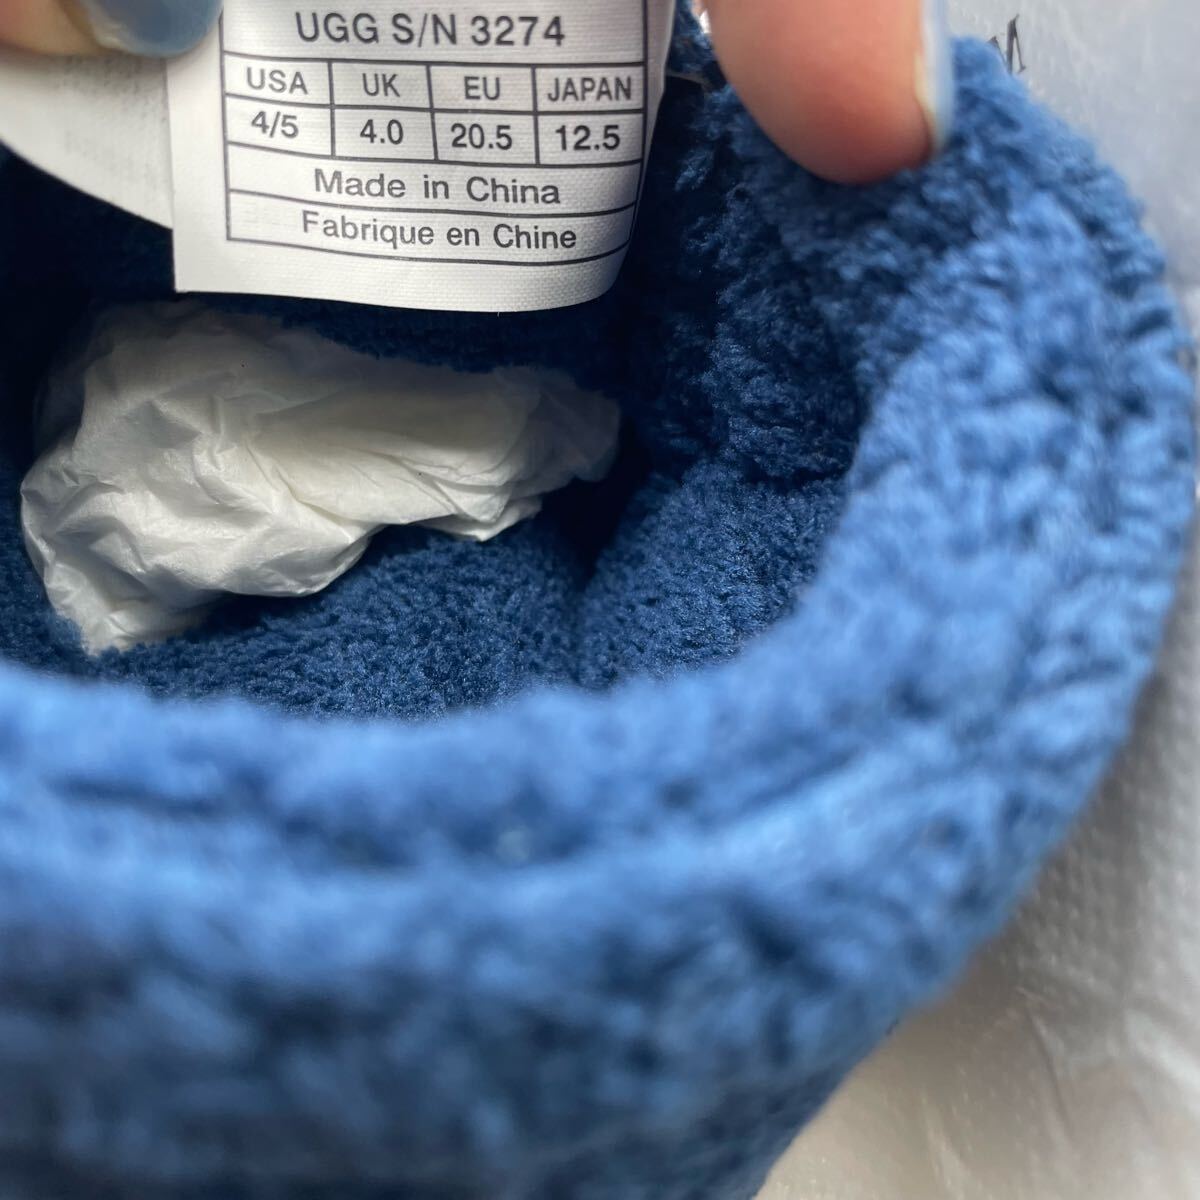 UGG S/N 3274
USA UK EU JAPAN
4/5 4.0 20.5 12.5
Made in China
Fabrique en Chine